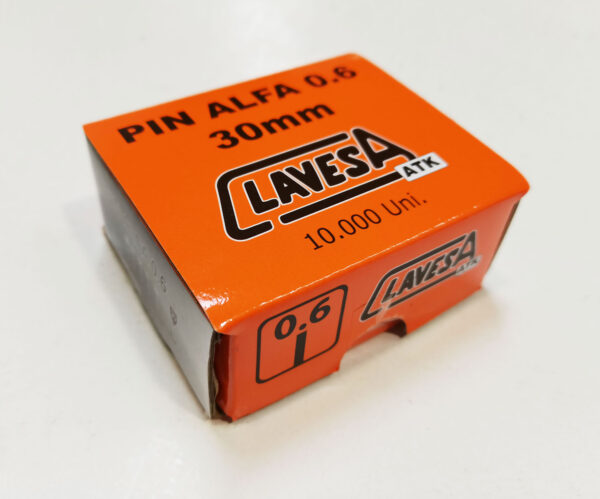 PIN ALFA 0.6
30mm
CLAVESA
ATK
10.000 Uni.
0.6
CLAVESA
ATK